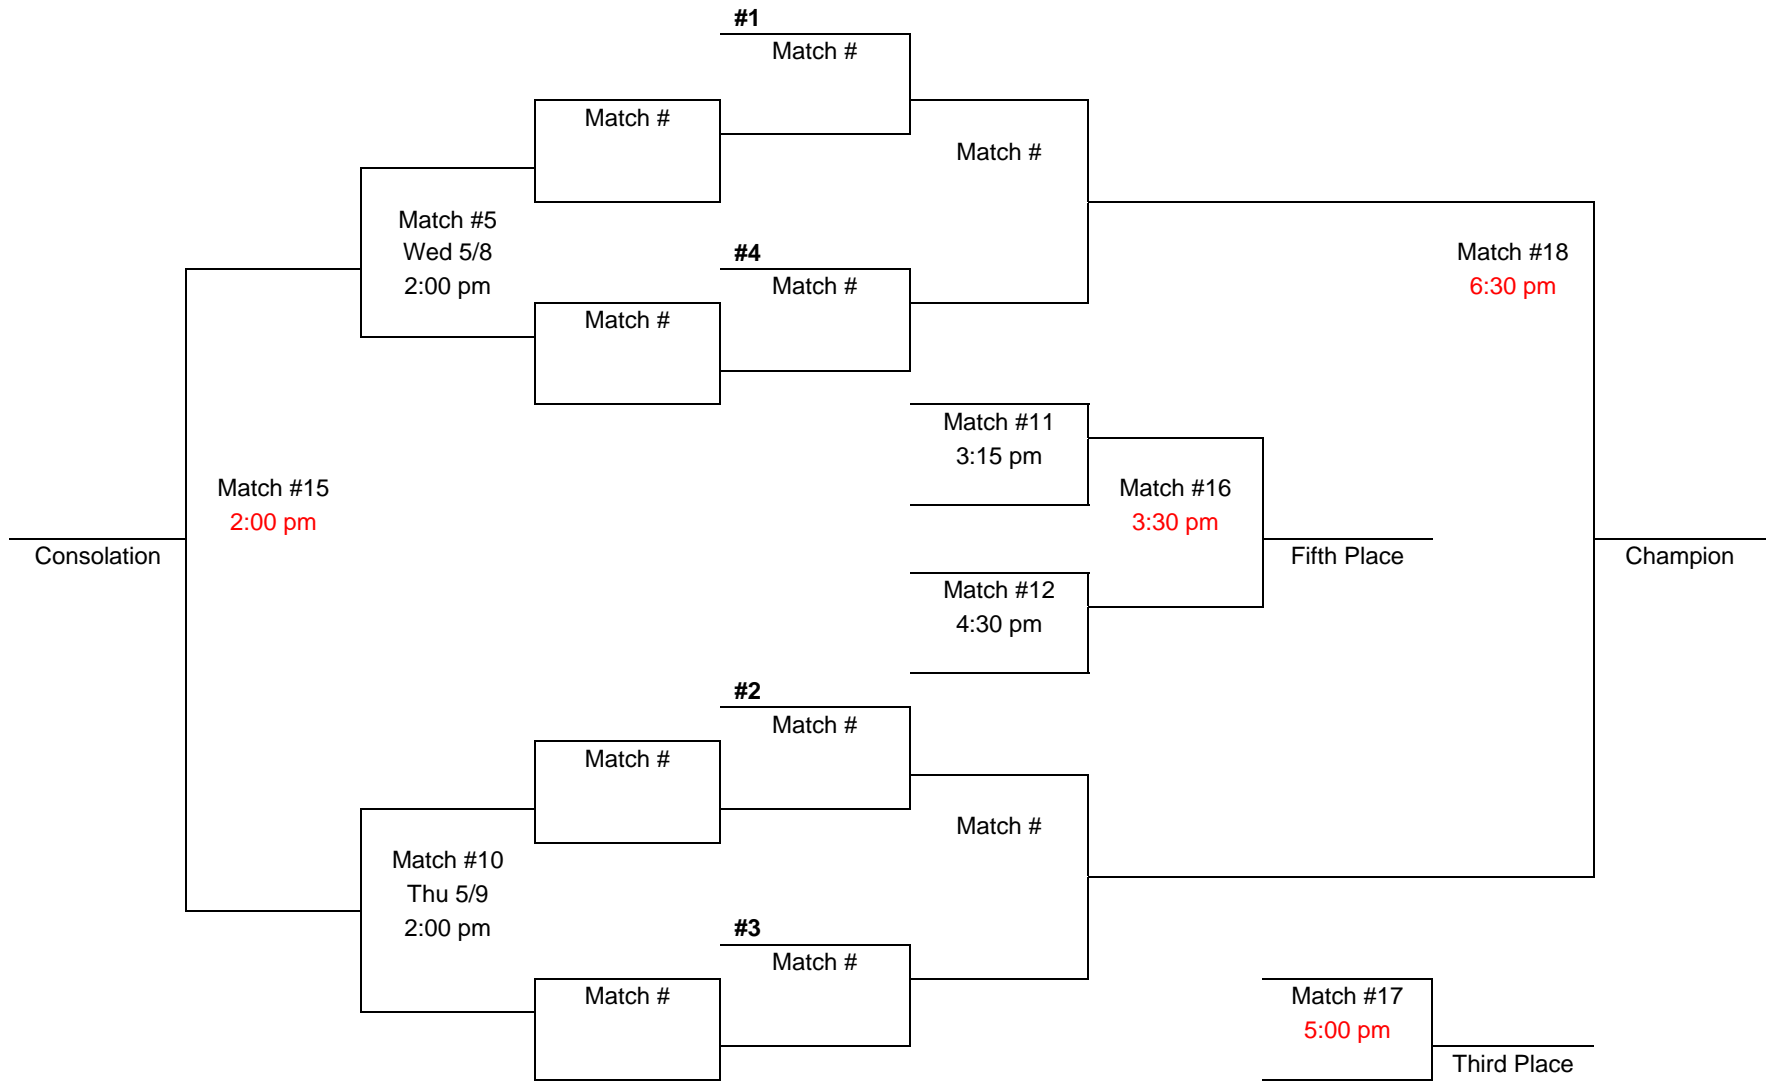 #1
Match #
Match #
Match #
Match #5
Wed 5/8
2:00 pm
#4
Match #
Match #18
6:30 pm
Match #
Match #11
3:15 pm
Match #15
2:00 pm
Match #16
3:30 pm
Consolation
Fifth Place
Champion
Match #12
4:30 pm
#2
Match #
Match #
Match #
Match #10
Thu 5/9
2:00 pm
#3
Match #
Match #
Match #17
5:00 pm
Third Place